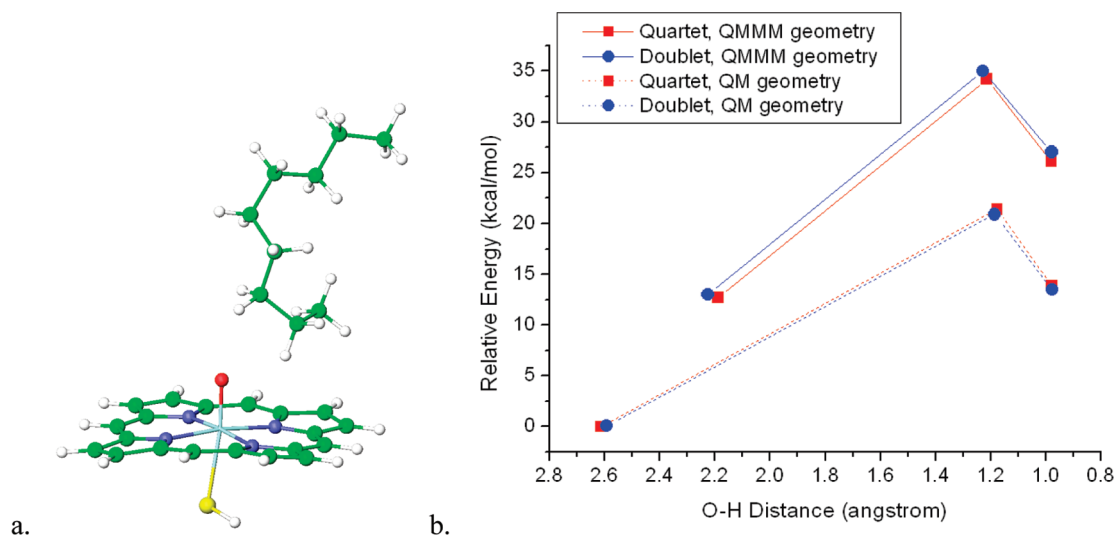 a.
b.
Quartet, QMMM geometry
Doublet, QMMM geometry
Quartet, QM geometry
Doublet, QM geometry
Relative Energy (kcal/mol)
35
30
25
20
15
10
5
0
2.8 2.6 2.4 2.2 2.0 1.8 1.6 1.4 1.2 1.0 0.8
O-H Distance (angstrom)